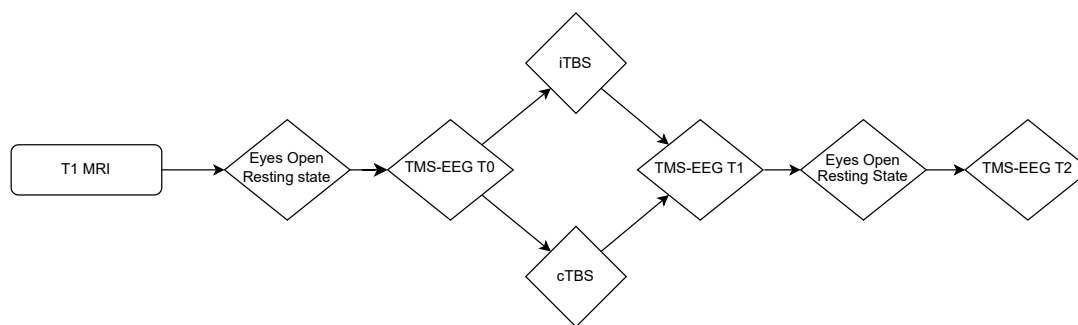 iTBS
T1 MRI
Eyes Open
Resting state
TMS-EEG T0
TMS-EEG T1
Eyes Open
Resting State
TMS-EEG T2
cTBS